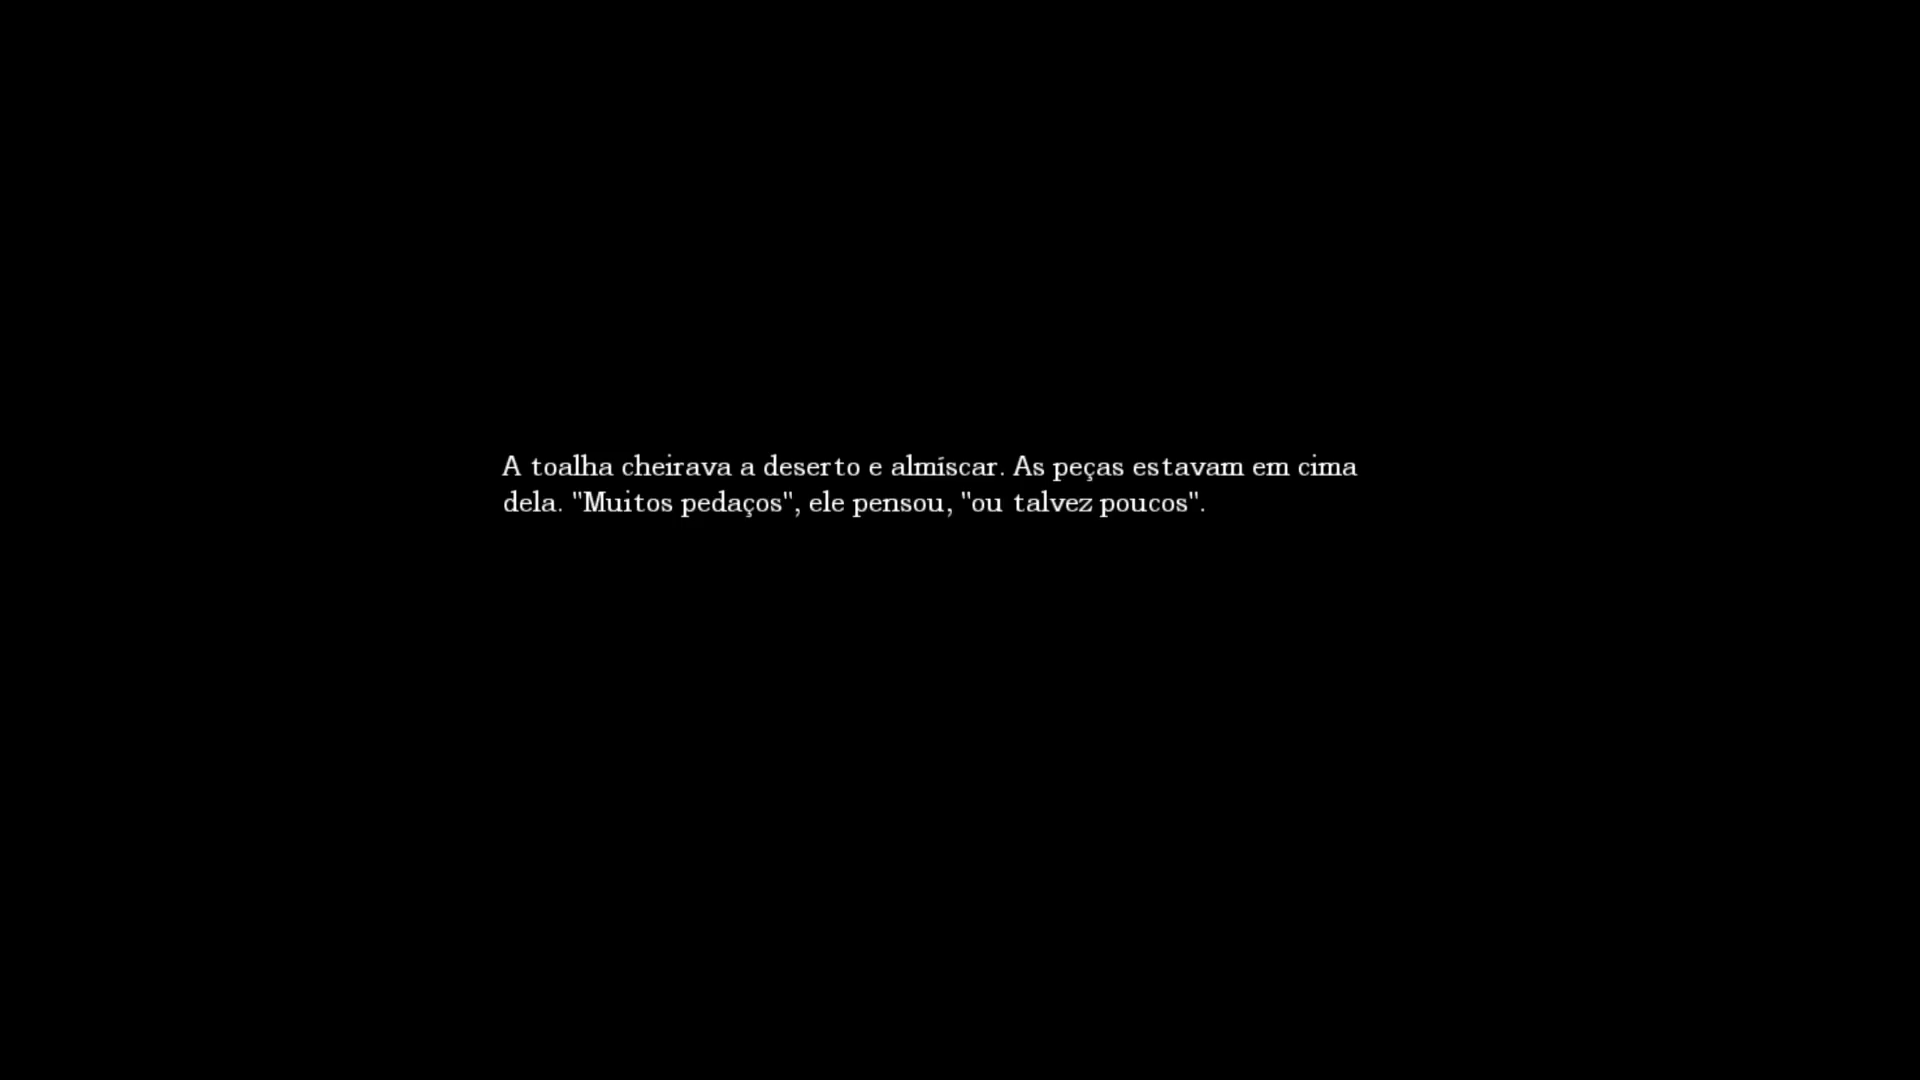 A toalha cheirava a deserto e almíscar. As peças estavam em cima
dela. "Muitos pedaços", ele pensou, "ou talvez poucos".